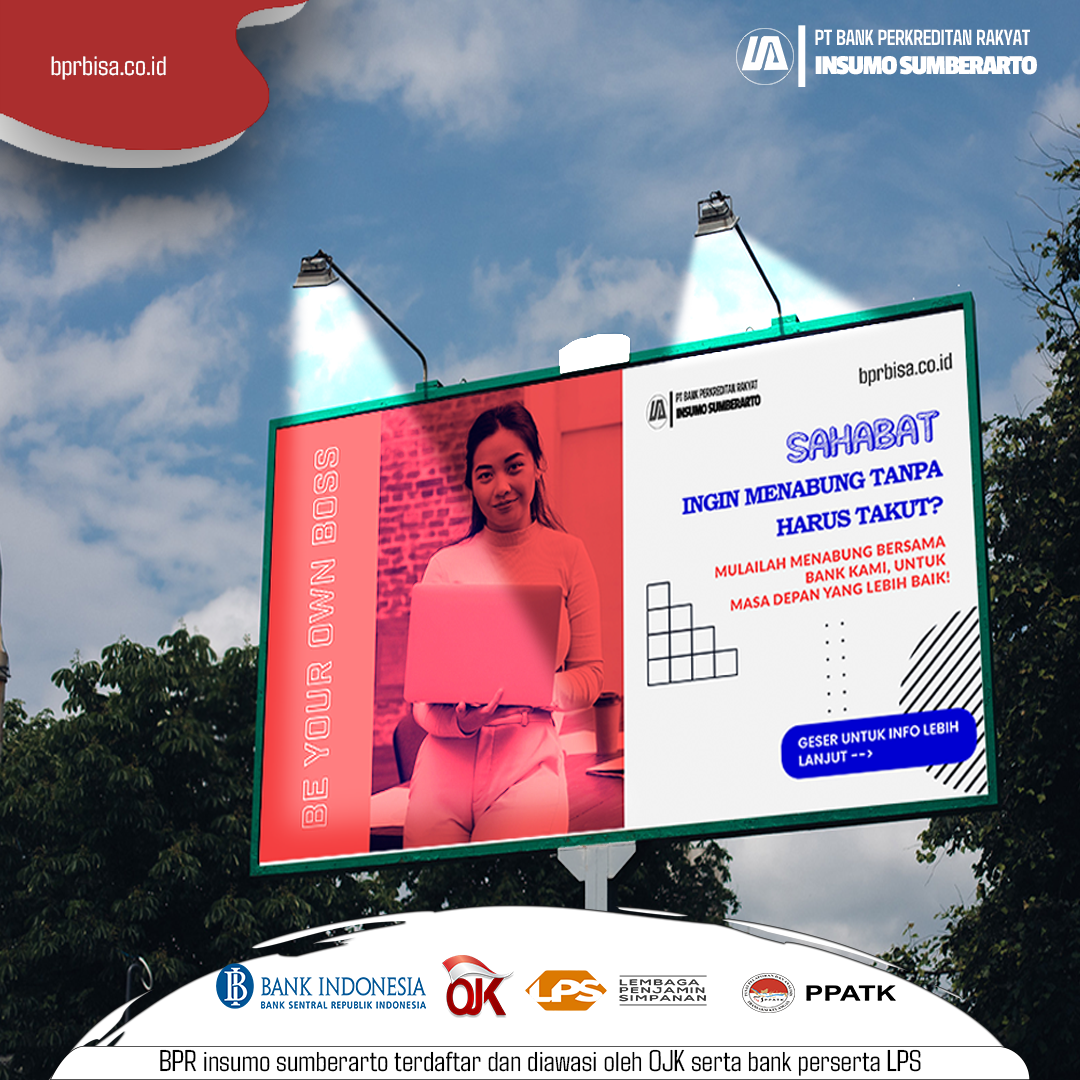 bprbisa.co.id
PT BANK PERKREDITAN RAKYAT
INSUMO SUMBERARTO
BE YOUR OWN BOSS
PT BANK PERKREDITAN RAKYAT
INSUMO SUMBERARTO
bprbisa.co.id
SAHABAT
INGIN MENABUNG TANPA
HARUS TAKUT?
MULAILAH MENABUNG BERSAMA
BANK KAMI, UNTUK
MASA DEPAN YANG LEBIH BAIK!
GESER UNTUK INFO LEBIH
LANJUT -->
BANK INDONESIA
BANK SENTRAL REPUBLIK INDONESIA
OJK
LPS
LEMBAGA
PENJAMIN
SIMPANAN
PPATK
PPATK
BPR insumo sumberarto terdaftar dan diawasi oleh OJK serta bank perserta LPS